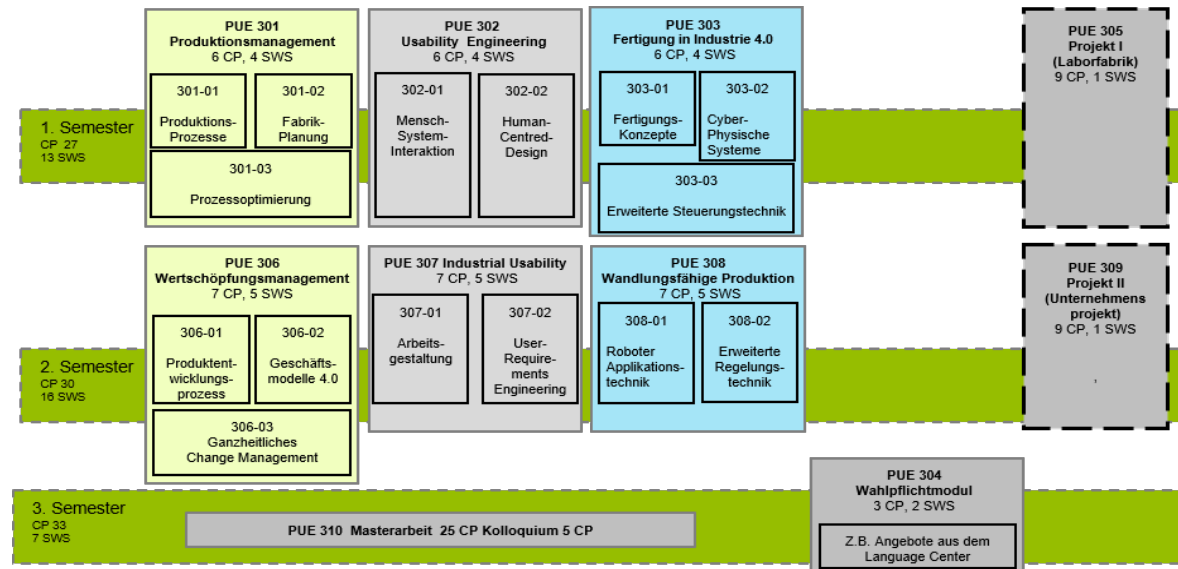 PUE 301
Produktionsmanagement
6 CP, 4 SWS
301-01
Produktions-
Prozesse
301-02
Fabrik-
Planung
301-03
Prozessoptimierung
PUE 302
Usability Engineering
6 CP, 4 SWS
302-01
Mensch-
System-
Interaktion
302-02
Human-
Centred-
Design
PUE 303
Fertigung in Industrie 4.0
6 CP, 4 SWS
303-01
Fertigungs-
Konzepte
303-02
Cyber-
Physische
Systeme
303-03
Erweiterte Steuerungstechnik
PUE 305
Projekt I
(Laborfabrik)
9 CP, 1 SWS
1. Semester
CP 27
13 SWS
PUE 306
Wertschöpfungsmanagement
7 CP, 5 SWS
306-01
Produktent-
wicklungs-
prozess
306-02
Geschäfts-
modelle 4.0
306-03
Ganzheitliches
Change Management
PUE 307 Industrial Usability
7 CP, 5 SWS
307-01
Arbeits-
gestaltung
307-02
User-
Require-
ments
Engineering
PUE 308
Wandlungsfähige Produktion
7 CP, 5 SWS
308-01
Roboter
Applikations-
technik
308-02
Erweiterte
Regelungs-
technik
PUE 309
Projekt II
(Unternehmens
projekt)
9 CP, 1 SWS
,
2. Semester
CP 30
16 SWS
3. Semester
CP 33
7 SWS
PUE 310 Masterarbeit 25 CP Kolloquium 5 CP
PUE 304
Wahlpflichtmodul
3 CP, 2 SWS
Z.B. Angebote aus dem
Language Center